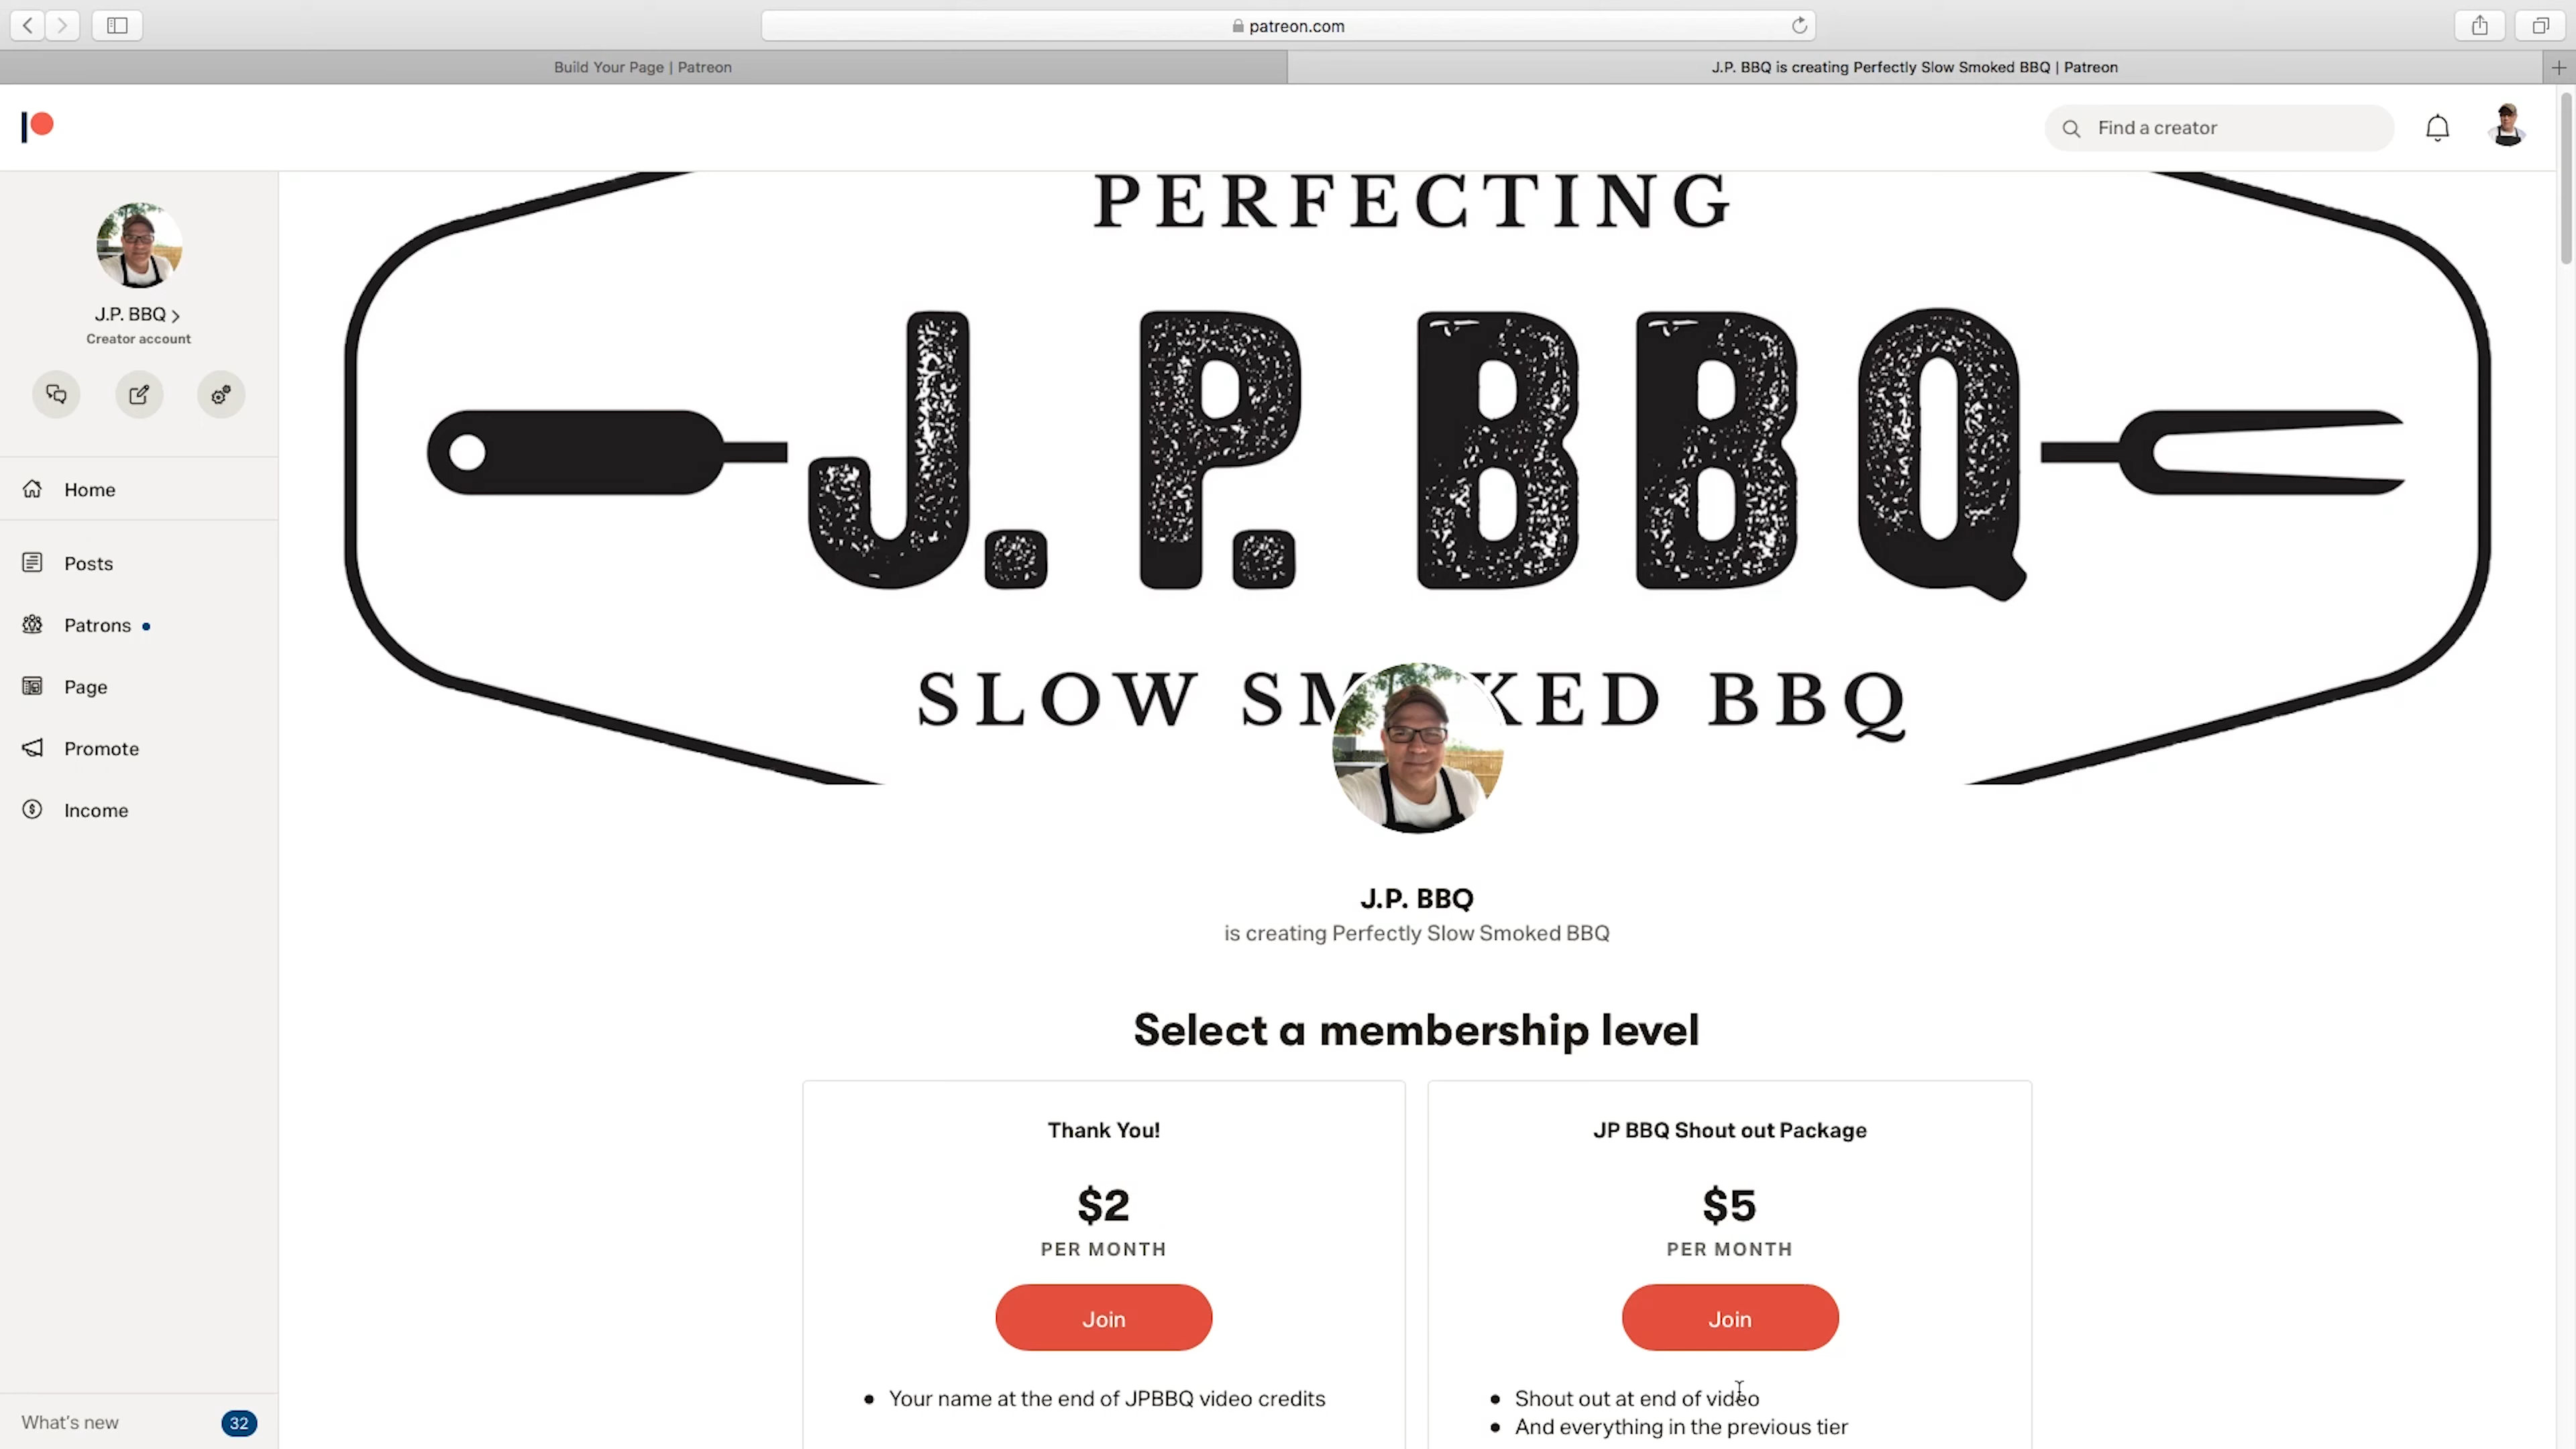 patreon.com
Build Your Page | Patreon
J.P. BBQ is creating Perfectly Slow Smoked BBQ | Patreon
Find a creator
J.P. BBQ
Creator account
Home
Posts
Patrons
Page
Promote
Income
What's new
32
PERFECTING
J.P. BBQ
SLOW SM KED BBQ
J.P. BBQ
is creating Perfectly Slow Smoked BBQ
Select a membership level
Thank You!
$2
PER MONTH
Join
• Your name at the end of JPBBQ video credits
JP BBQ Shout out Package
$5
PER MONTH
Join
• Shout out at end of video
• And everything in the previous tier